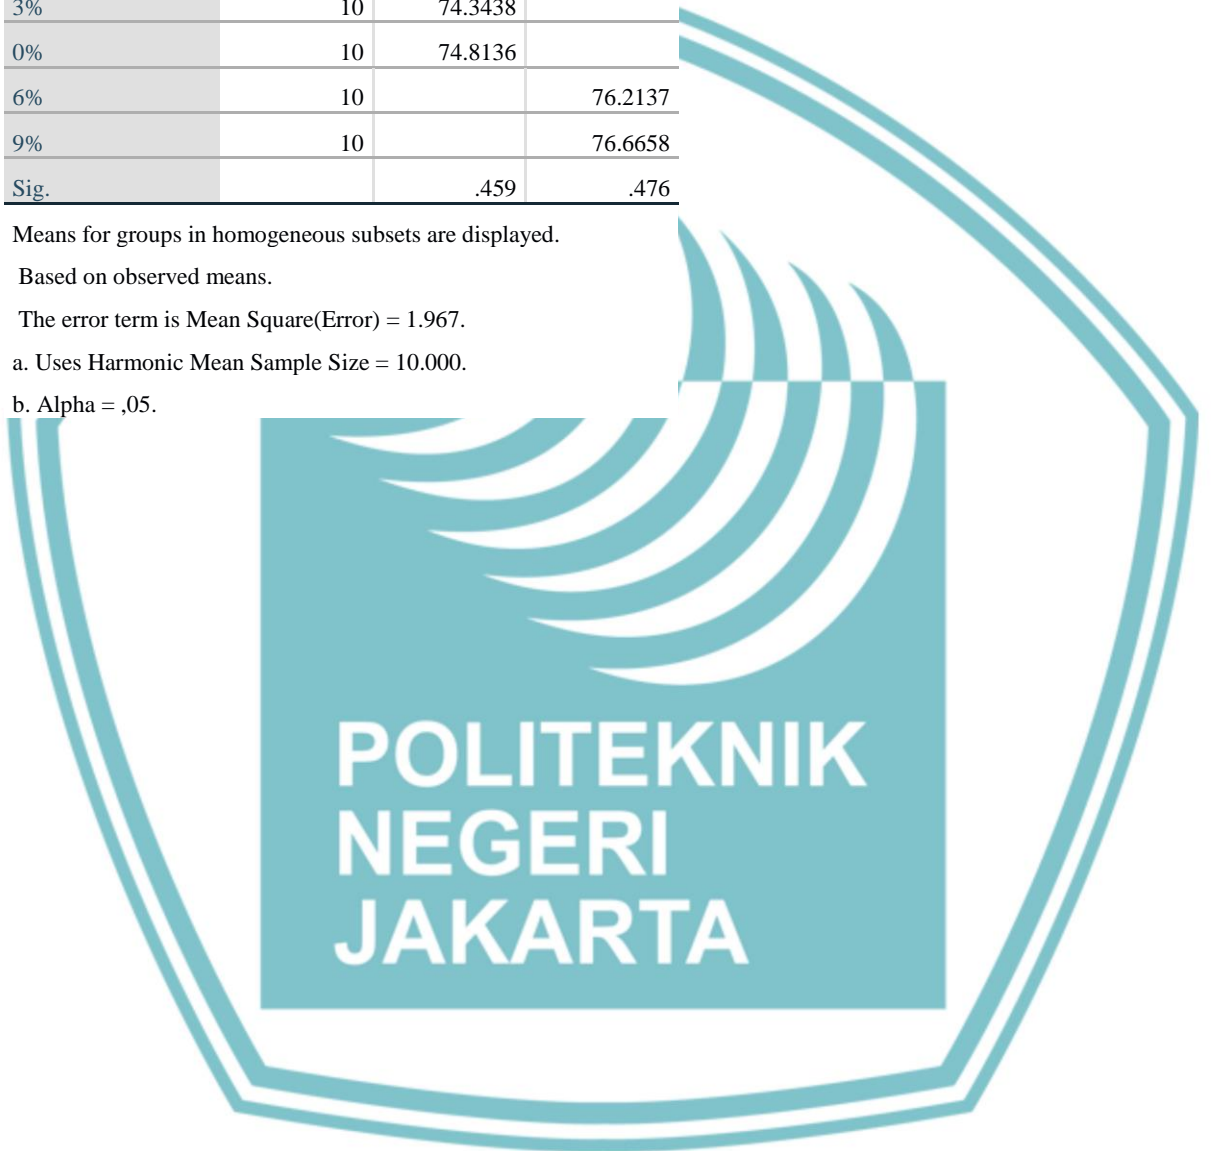 3% 10 74.3438
0% 10 74.8136
6% 10 76.2137
9% 10 76.6658
Sig. .459 .476
Means for groups in homogeneous subsets are displayed.
Based on observed means.
The error term is Mean Square(Error) = 1.967.
a. Uses Harmonic Mean Sample Size = 10.000.
b. Alpha = ,05.
POLITEKNIK
NEGERI
JAKARTA